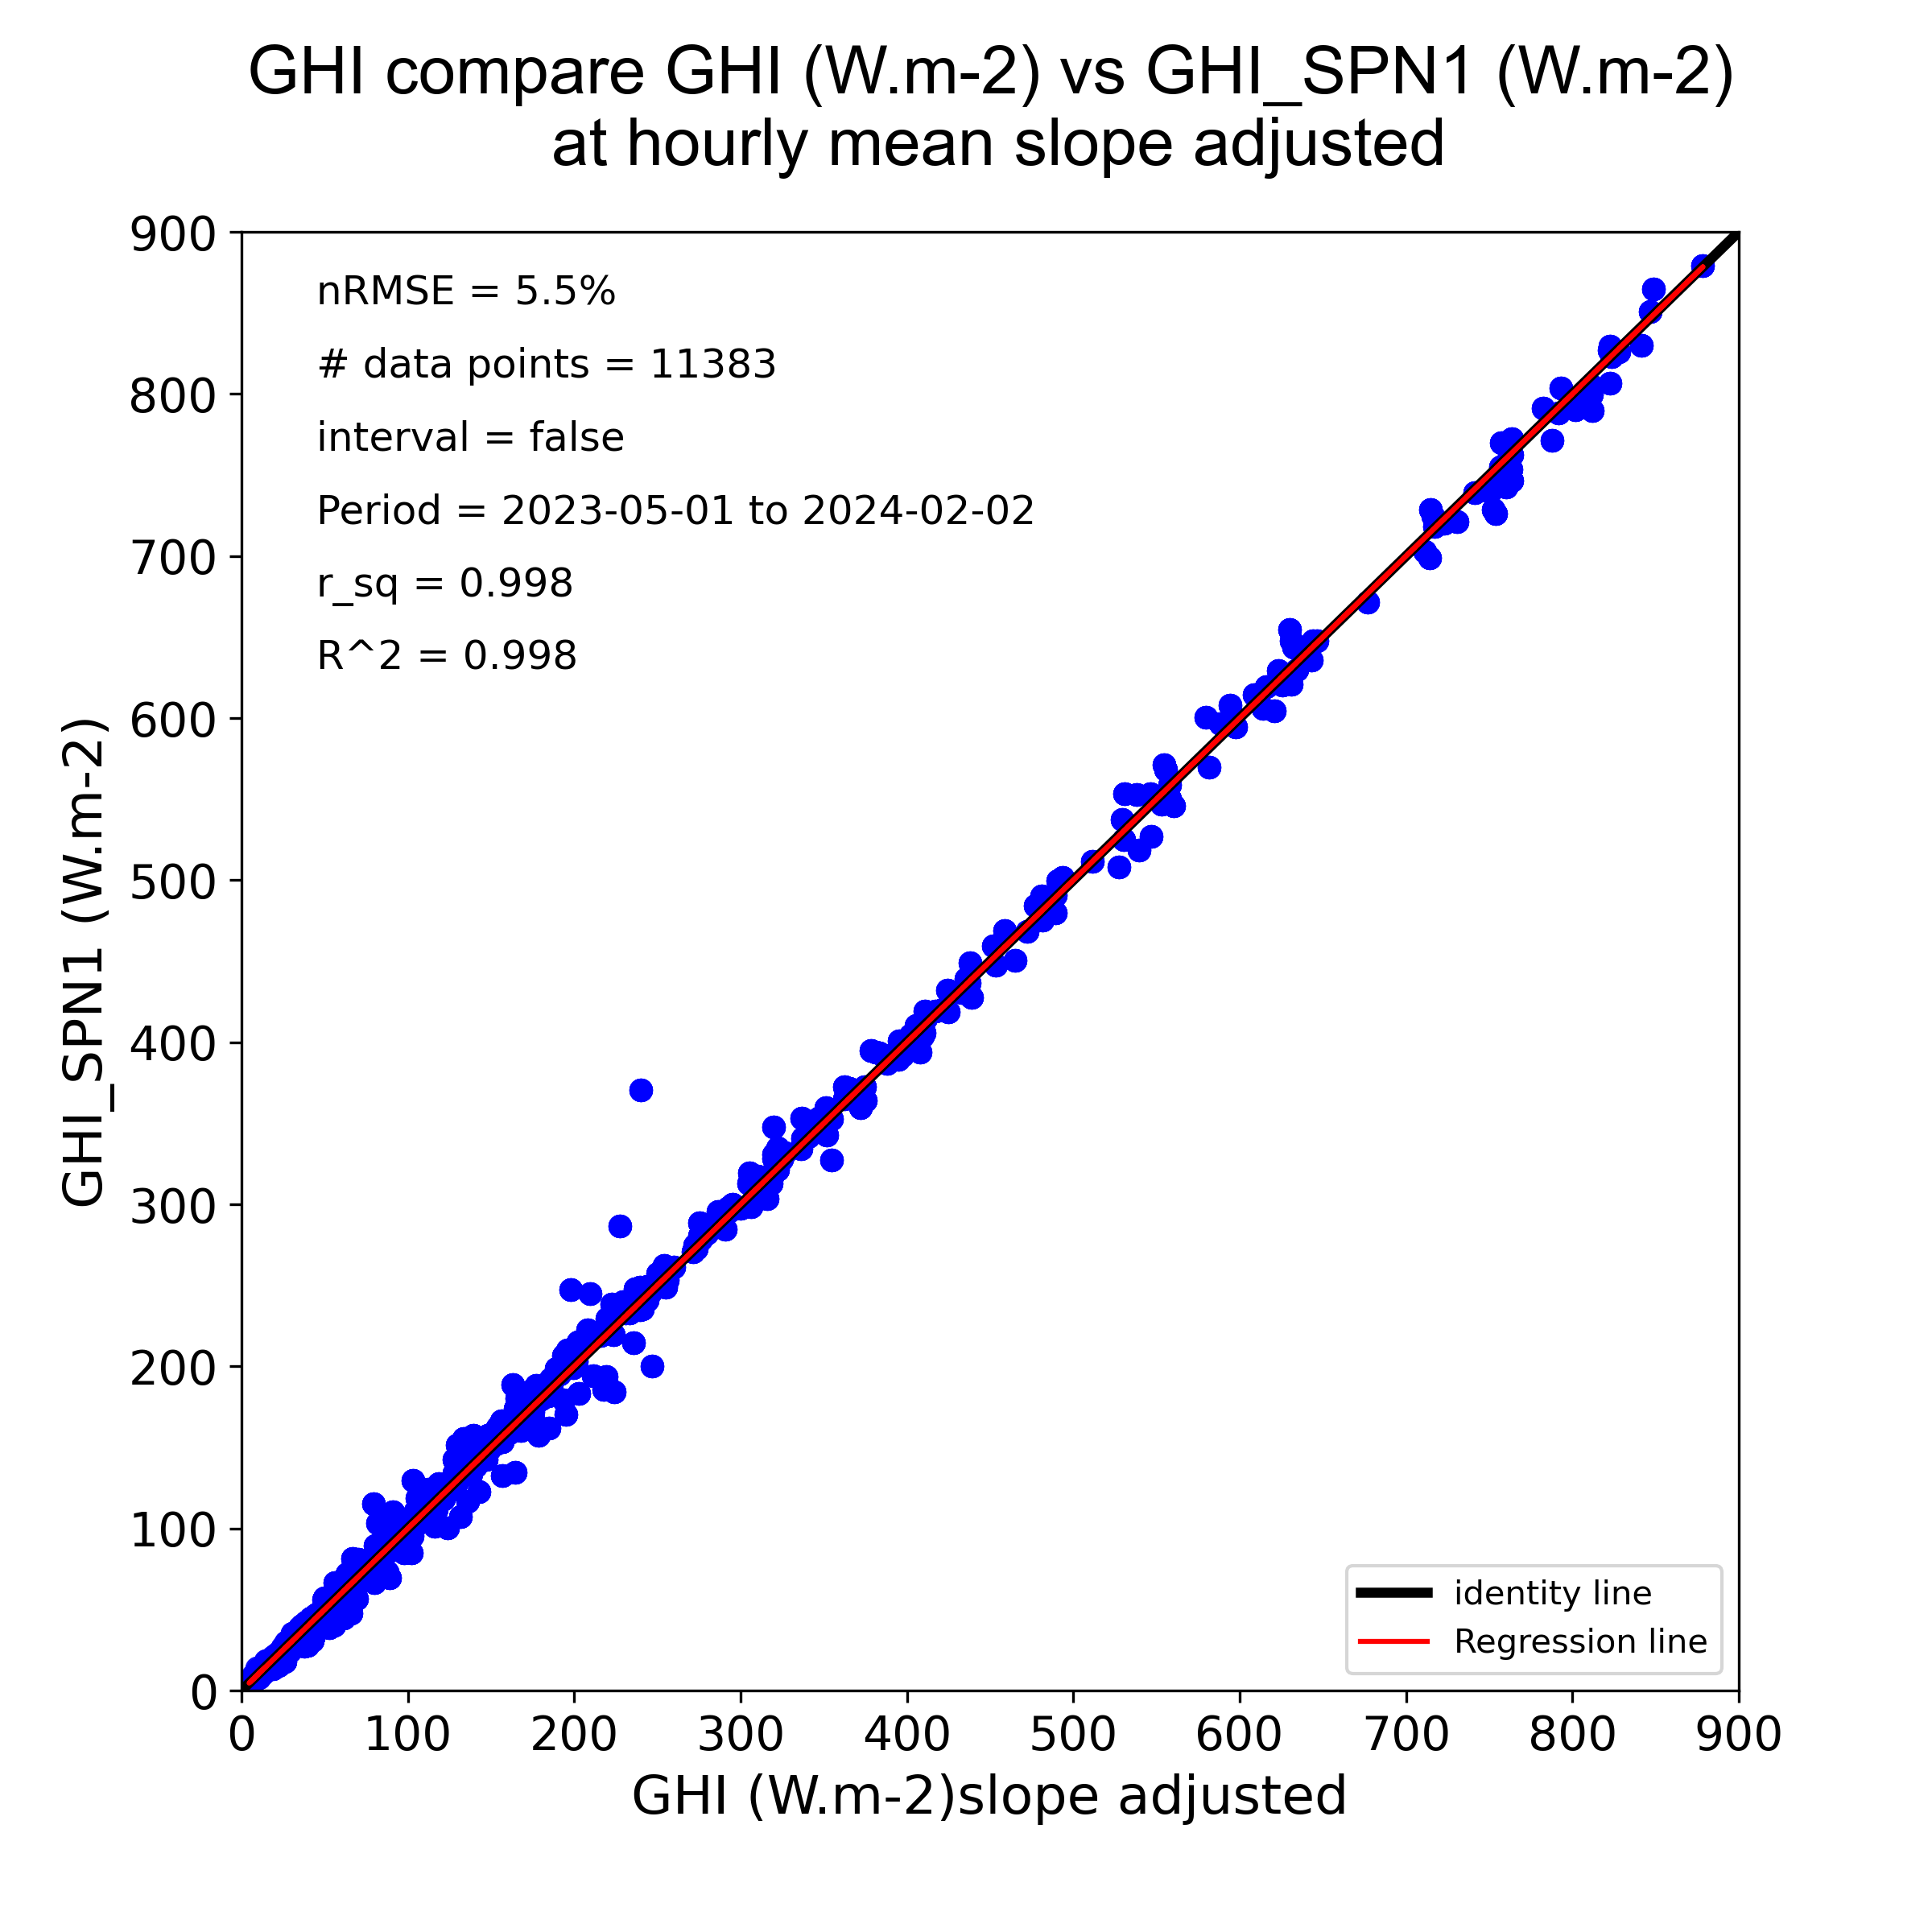 GHI compare GHI (W.m-2) vs GHI_SPN1 (W.m-2)
at hourly mean slope adjusted
nRMSE = 5.5%
# data points = 11383
interval = false
Period = 2023-05-01 to 2024-02-02
r_sq = 0.998
R^2 = 0.998
GHI_SPN1 (W.m-2)
900
800
700
600
500
400
300
200
100
0
identity line
Regression line
0 100 200 300 400 500 600 700 800 900
GHI (W.m-2)slope adjusted